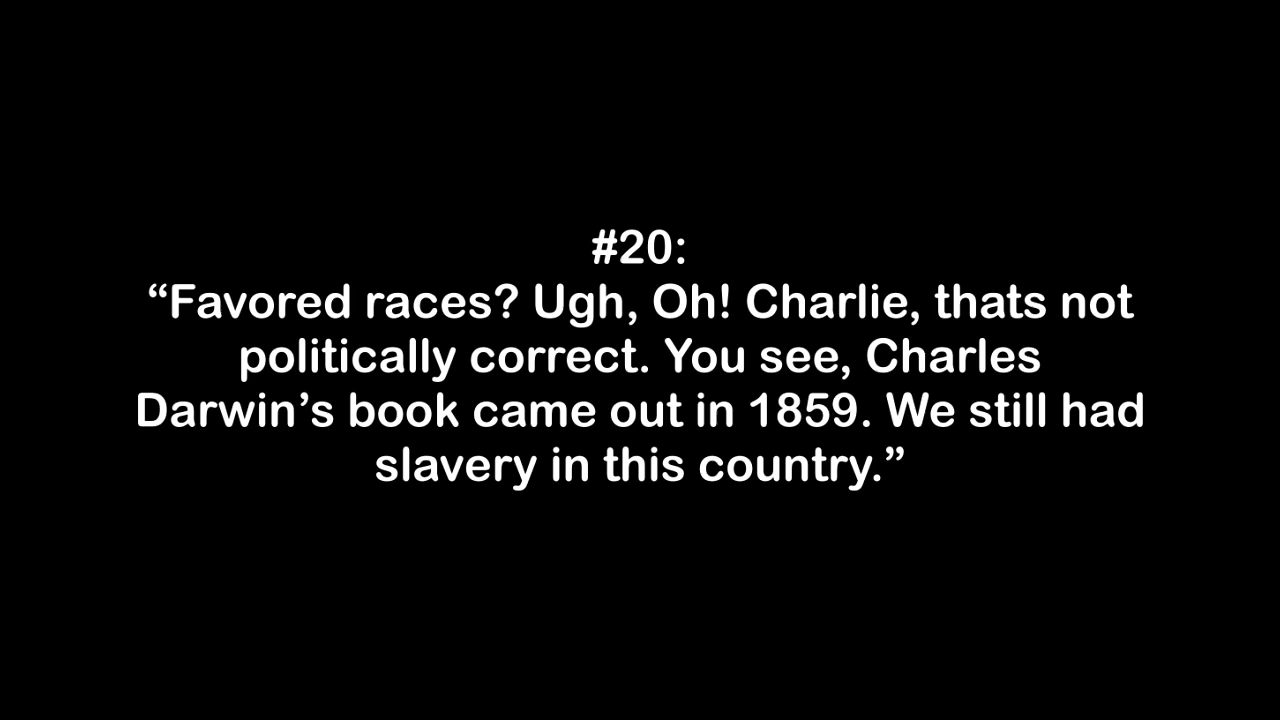 #20:
“Favored races? Ugh, Oh! Charlie, thats not
politically correct. You see, Charles
Darwin’s book came out in 1859. We still had
slavery in this country.”